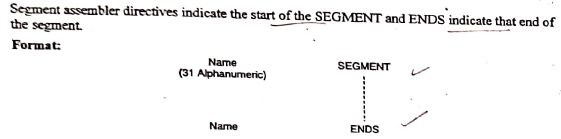 Segment assembler directives indicate the start of the SEGMENT and ENDS indicate that end of
the segment.
Format:
Name SEGMENT
(31 Alphanumeric)
Name ENDS